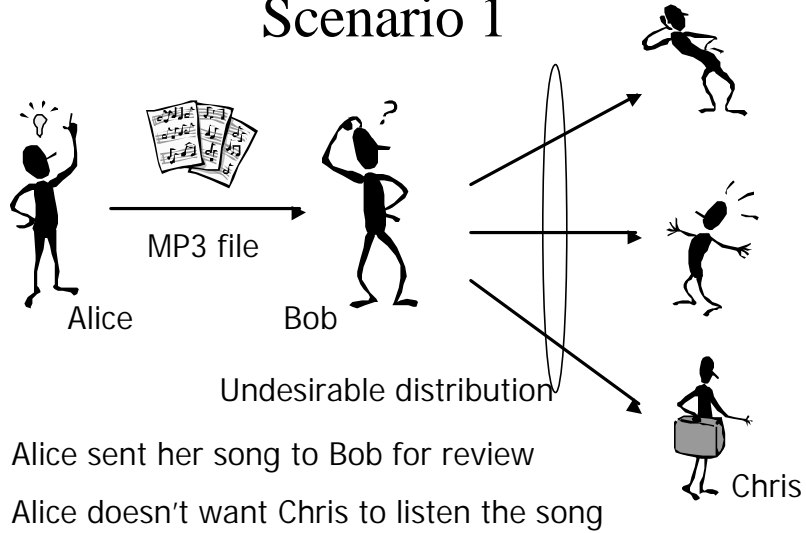 Scenario 1
?
MP3 file
Alice
Bob
Undesirable distribution
Chris
Alice sent her song to Bob for review
Alice doesn't want Chris to listen the song